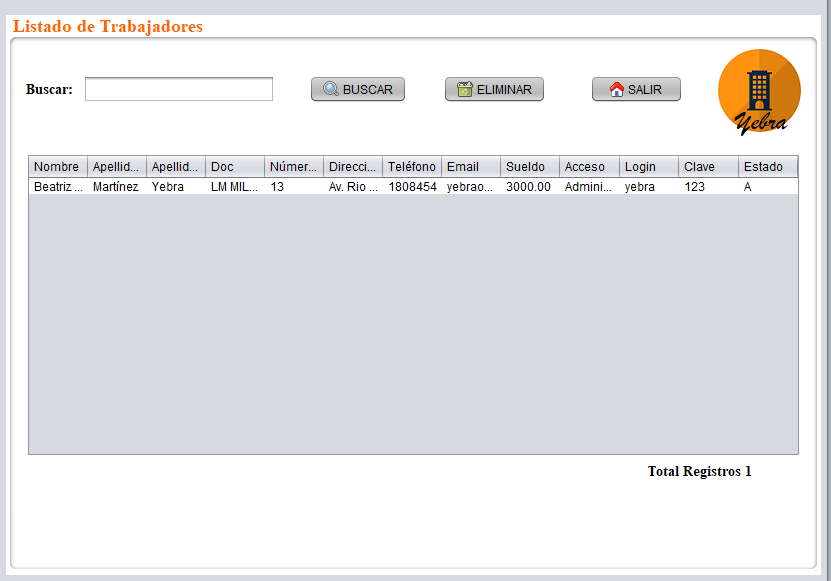 Listado de Trabajadores
Buscar: BUSCAR ELIMINAR SALIR
Yebra
Nombre Apellid... Apellid... Doc Númer... Direcci... Teléfono Email Sueldo Acceso Login Clave Estado
Beatriz ... Martínez Yebra LM MIL... 13 Av. Rio ... 1808454 yebrao... 3000.00 Admini... yebra 123 A
Total Registros 1